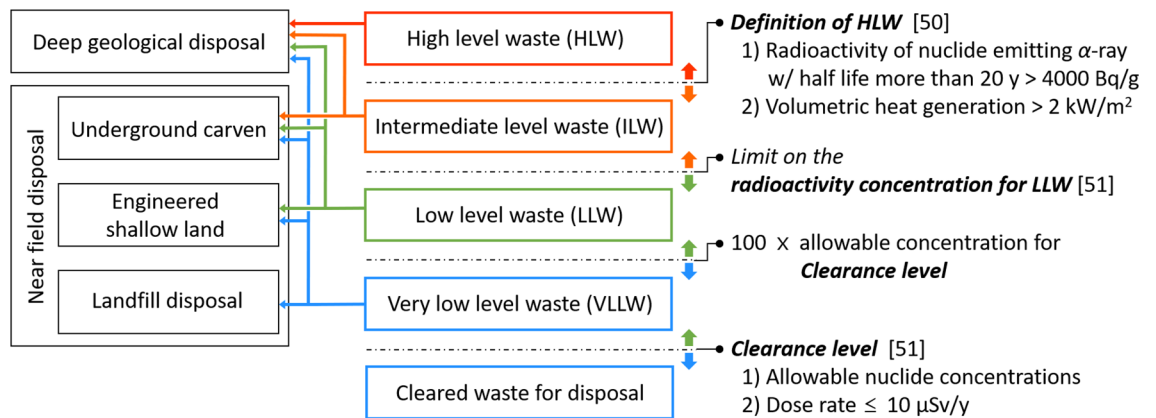 Deep geological disposal
Near field disposal
Underground carven
Engineered
shallow land
Landfill disposal
High level waste (HLW)
Intermediate level waste (ILW)
Low level waste (LLW)
Very low level waste (VLLW)
Cleared waste for disposal
Definition of HLW [50]
1) Radioactivity of nuclide emitting α-ray
w/ half life more than 20 y > 4000 Bq/g
2) Volumetric heat generation > 2 kW/m²
Limit on the
radioactivity concentration for LLW [51]
100 x allowable concentration for
Clearance level
Clearance level [51]
1) Allowable nuclide concentrations
2) Dose rate ≤ 10 μSv/y